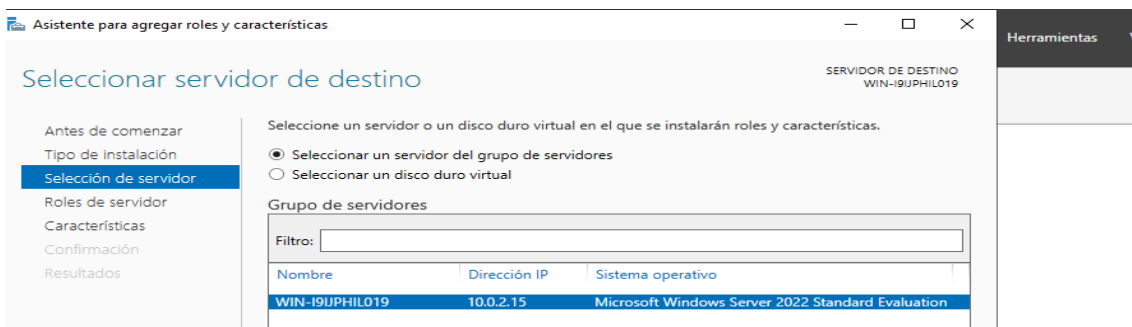 Asistente para agregar roles y características
Herramientas
Seleccionar servidor de destino
SERVIDOR DE DESTINO
WIN-I9IJPHIL019
Antes de comenzar
Tipo de instalación
Selección de servidor
Roles de servidor
Características
Confirmación
Resultados
Seleccione un servidor o un disco duro virtual en el que se instalarán roles y características.
Seleccionar un servidor del grupo de servidores
Seleccionar un disco duro virtual
Grupo de servidores
Filtro:
Nombre Dirección IP Sistema operativo
WIN-I9IJPHIL019 10.0.2.15 Microsoft Windows Server 2022 Standard Evaluation